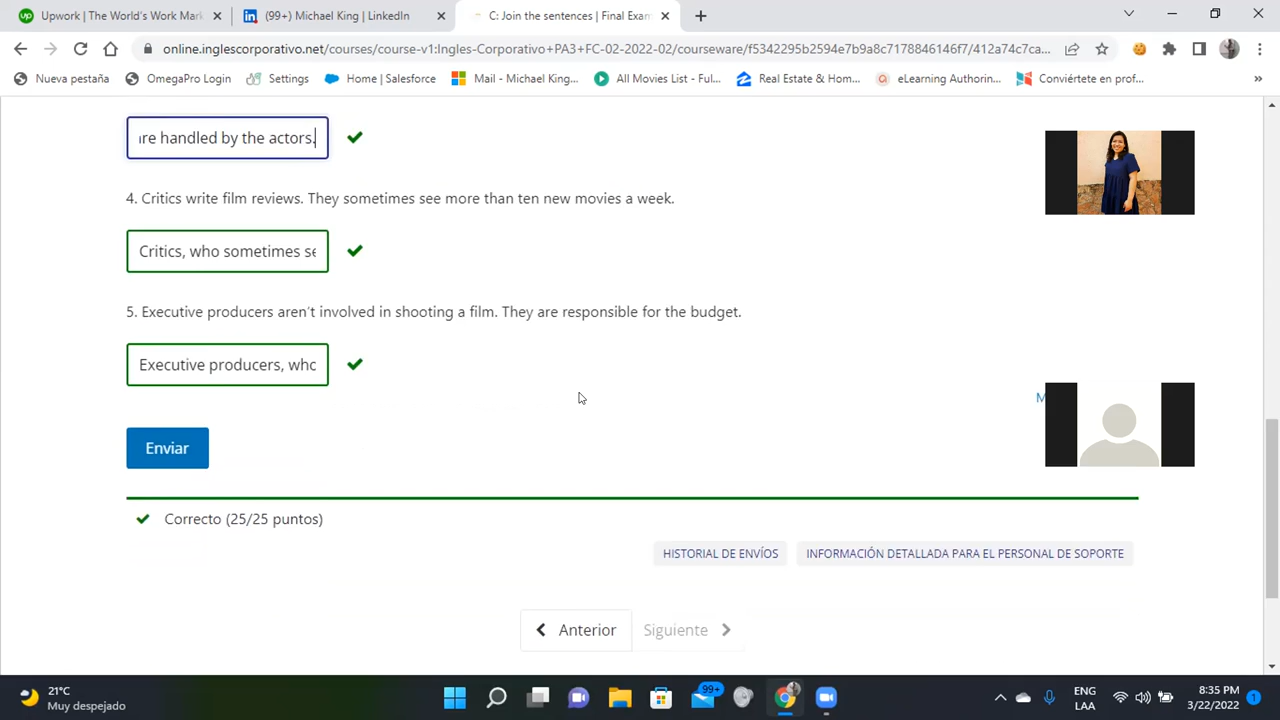 Upwork | The World's Work Mark
(99+) Michael King | LinkedIn
C: Join the sentences | Final Exam
online.inglescorporativo.net/courses/course-v1:Ingles-Corporativo+PA3+FC-02-2022-02/courseware/f5342295b2594e7b9a8c7178846146f7/412a74c7ca...
Nueva pestaña
OmegaPro Login
Settings
Home | Salesforce
Mail - Michael King...
All Movies List - Ful...
Real Estate & Hom...
eLearning Authorin...
Conviértete en prof...
are handled by the actors.
4. Critics write film reviews. They sometimes see more than ten new movies a week.
Critics, who sometimes se
5. Executive producers aren't involved in shooting a film. They are responsible for the budget.
Executive producers, who
M
Enviar
Correcto (25/25 puntos)
HISTORIAL DE ENVÍOS
INFORMACIÓN DETALLADA PARA EL PERSONAL DE SOPORTE
Anterior
Siguiente
21°C
Muy despejado
99+
ENG
LAA
8:35 PM
3/22/2022
1